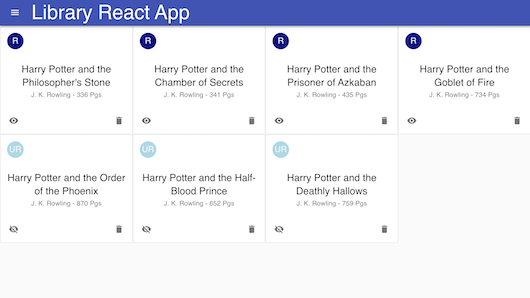 Library React App
R
Harry Potter and the
Philosopher's Stone
J. K. Rowling - 336 Pgs
R
Harry Potter and the
Chamber of Secrets
J. K. Rowling - 341 Pgs
R
Harry Potter and the
Prisoner of Azkaban
J. K. Rowling - 435 Pgs
R
Harry Potter and the
Goblet of Fire
J. K. Rowling - 734 Pgs
UR
Harry Potter and the Order
of the Phoenix
J. K. Rowling - 870 Pgs
UR
Harry Potter and the Half-
Blood Prince
J. K. Rowling - 652 Pgs
UR
Harry Potter and the
Deathly Hallows
J. K. Rowling - 759 Pgs